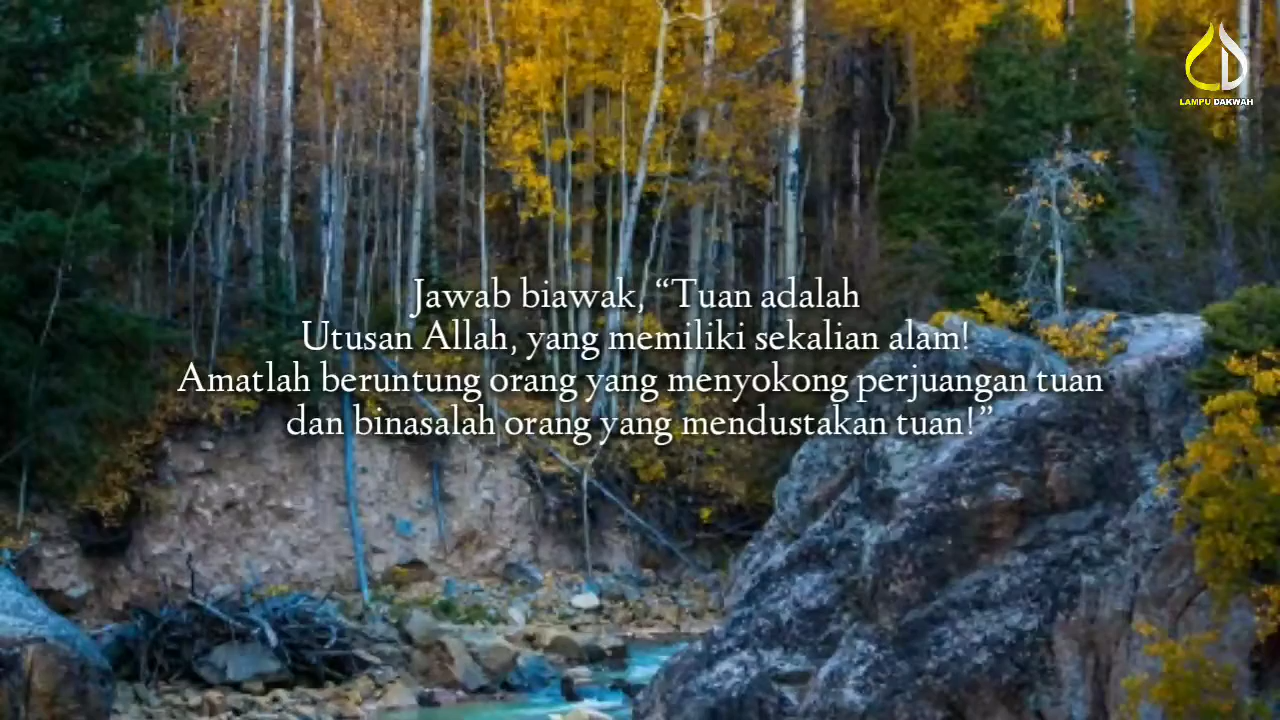 LAMPU DAKWAH
Jawab biawak, “Tuan adalah
Utusan Allah, yang memiliki sekalian alam!
Amatlah beruntung orang yang menyokong perjuangan tuan
dan binasalah orang yang mendustakan tuan!”